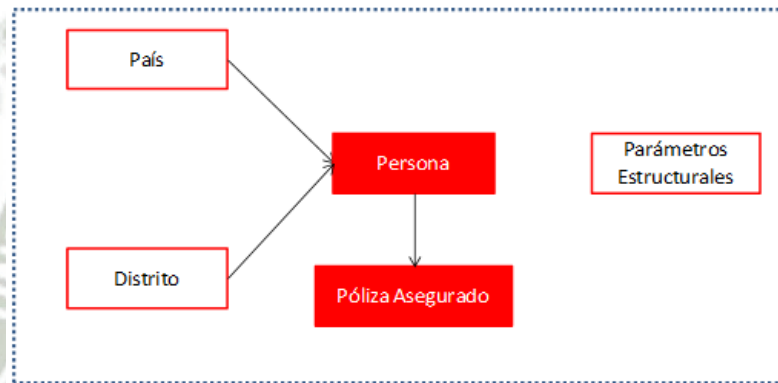 País
Persona
Parámetros
Estructurales
Distrito
Póliza Asegurado